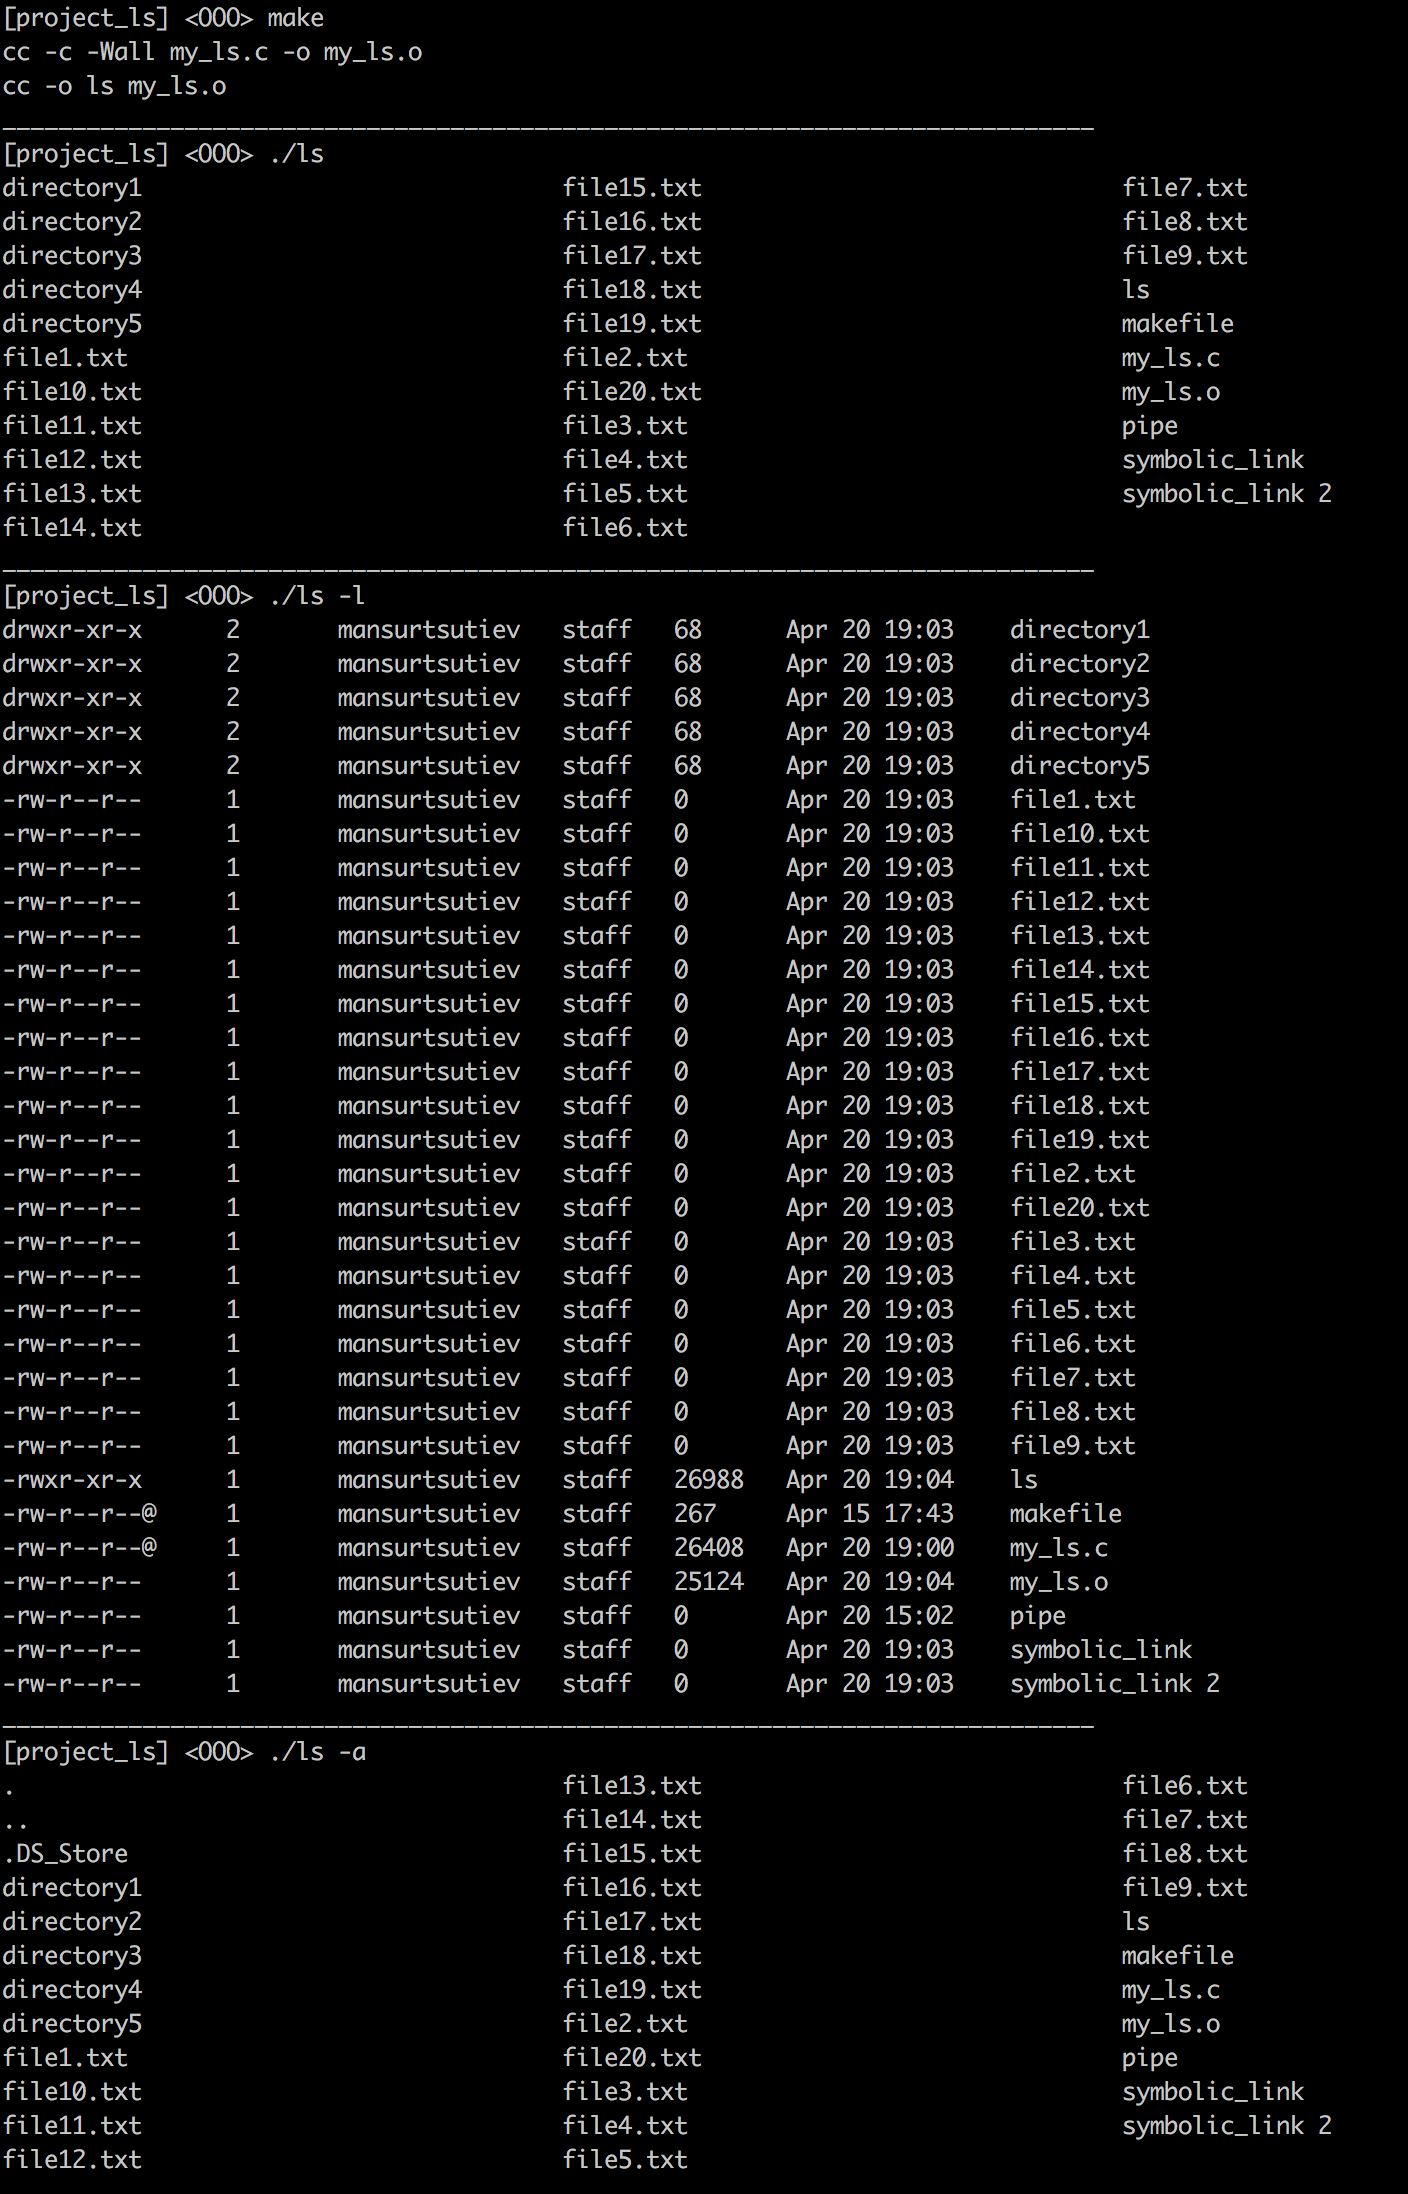 [project_ls] <OOO> make
cc -c -Wall my_ls.c -o my_ls.o
cc -o ls my_ls.o
______________________________________________________________________________
[project_ls] <OOO> ./ls
directory1                              file15.txt                              file7.txt
directory2                              file16.txt                              file8.txt
directory3                              file17.txt                              file9.txt
directory4                              file18.txt                              ls
directory5                              file19.txt                              makefile
file1.txt                               file2.txt                               my_ls.c
file10.txt                              file20.txt                              my_ls.o
file11.txt                              file3.txt                               pipe
file12.txt                              file4.txt                               symbolic_link
file13.txt                              file5.txt                               symbolic_link 2
file14.txt                              file6.txt
______________________________________________________________________________
[project_ls] <OOO> ./ls -l
drwxr-xr-x      2       mansurtsutiev   staff   68      Apr 20 19:03    directory1
drwxr-xr-x      2       mansurtsutiev   staff   68      Apr 20 19:03    directory2
drwxr-xr-x      2       mansurtsutiev   staff   68      Apr 20 19:03    directory3
drwxr-xr-x      2       mansurtsutiev   staff   68      Apr 20 19:03    directory4
drwxr-xr-x      2       mansurtsutiev   staff   68      Apr 20 19:03    directory5
-rw-r--r--      1       mansurtsutiev   staff   0       Apr 20 19:03    file1.txt
-rw-r--r--      1       mansurtsutiev   staff   0       Apr 20 19:03    file10.txt
-rw-r--r--      1       mansurtsutiev   staff   0       Apr 20 19:03    file11.txt
-rw-r--r--      1       mansurtsutiev   staff   0       Apr 20 19:03    file12.txt
-rw-r--r--      1       mansurtsutiev   staff   0       Apr 20 19:03    file13.txt
-rw-r--r--      1       mansurtsutiev   staff   0       Apr 20 19:03    file14.txt
-rw-r--r--      1       mansurtsutiev   staff   0       Apr 20 19:03    file15.txt
-rw-r--r--      1       mansurtsutiev   staff   0       Apr 20 19:03    file16.txt
-rw-r--r--      1       mansurtsutiev   staff   0       Apr 20 19:03    file17.txt
-rw-r--r--      1       mansurtsutiev   staff   0       Apr 20 19:03    file18.txt
-rw-r--r--      1       mansurtsutiev   staff   0       Apr 20 19:03    file19.txt
-rw-r--r--      1       mansurtsutiev   staff   0       Apr 20 19:03    file2.txt
-rw-r--r--      1       mansurtsutiev   staff   0       Apr 20 19:03    file20.txt
-rw-r--r--      1       mansurtsutiev   staff   0       Apr 20 19:03    file3.txt
-rw-r--r--      1       mansurtsutiev   staff   0       Apr 20 19:03    file4.txt
-rw-r--r--      1       mansurtsutiev   staff   0       Apr 20 19:03    file5.txt
-rw-r--r--      1       mansurtsutiev   staff   0       Apr 20 19:03    file6.txt
-rw-r--r--      1       mansurtsutiev   staff   0       Apr 20 19:03    file7.txt
-rw-r--r--      1       mansurtsutiev   staff   0       Apr 20 19:03    file8.txt
-rw-r--r--      1       mansurtsutiev   staff   0       Apr 20 19:03    file9.txt
-rwxr-xr-x      1       mansurtsutiev   staff   26988   Apr 20 19:04    ls
-rw-r--r--@     1       mansurtsutiev   staff   267     Apr 15 17:43    makefile
-rw-r--r--@     1       mansurtsutiev   staff   26408   Apr 20 19:00    my_ls.c
-rw-r--r--      1       mansurtsutiev   staff   25124   Apr 20 19:04    my_ls.o
-rw-r--r--      1       mansurtsutiev   staff   0       Apr 20 15:02    pipe
-rw-r--r--      1       mansurtsutiev   staff   0       Apr 20 19:03    symbolic_link
-rw-r--r--      1       mansurtsutiev   staff   0       Apr 20 19:03    symbolic_link 2
______________________________________________________________________________
[project_ls] <OOO> ./ls -a
.                                       file13.txt                              file6.txt
..                                      file14.txt                              file7.txt
.DS_Store                               file15.txt                              file8.txt
directory1                              file16.txt                              file9.txt
directory2                              file17.txt                              ls
directory3                              file18.txt                              makefile
directory4                              file19.txt                              my_ls.c
directory5                              file2.txt                               my_ls.o
file1.txt                               file20.txt                              pipe
file10.txt                              file3.txt                               symbolic_link
file11.txt                              file4.txt                               symbolic_link 2
file12.txt                              file5.txt